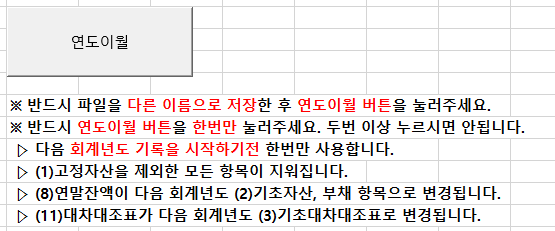 연도이월
※ 반드시 파일을 다른 이름으로 저장한 후 연도이월 버튼을 눌러주세요.
※ 반드시 연도이월 버튼을 한번만 눌러주세요. 두번 이상 누르시면 안됩니다.
▷ 다음 회계년도 기록을 시작하기전 한번만 사용합니다.
▷ (1)고정자산을 제외한 모든 항목이 지워집니다.
▷ (8)연말잔액이 다음 회계년도 (2)기초자산, 부채 항목으로 변경됩니다.
▷ (11)대차대조표가 다음 회계년도 (3)기초대차대조표로 변경됩니다.